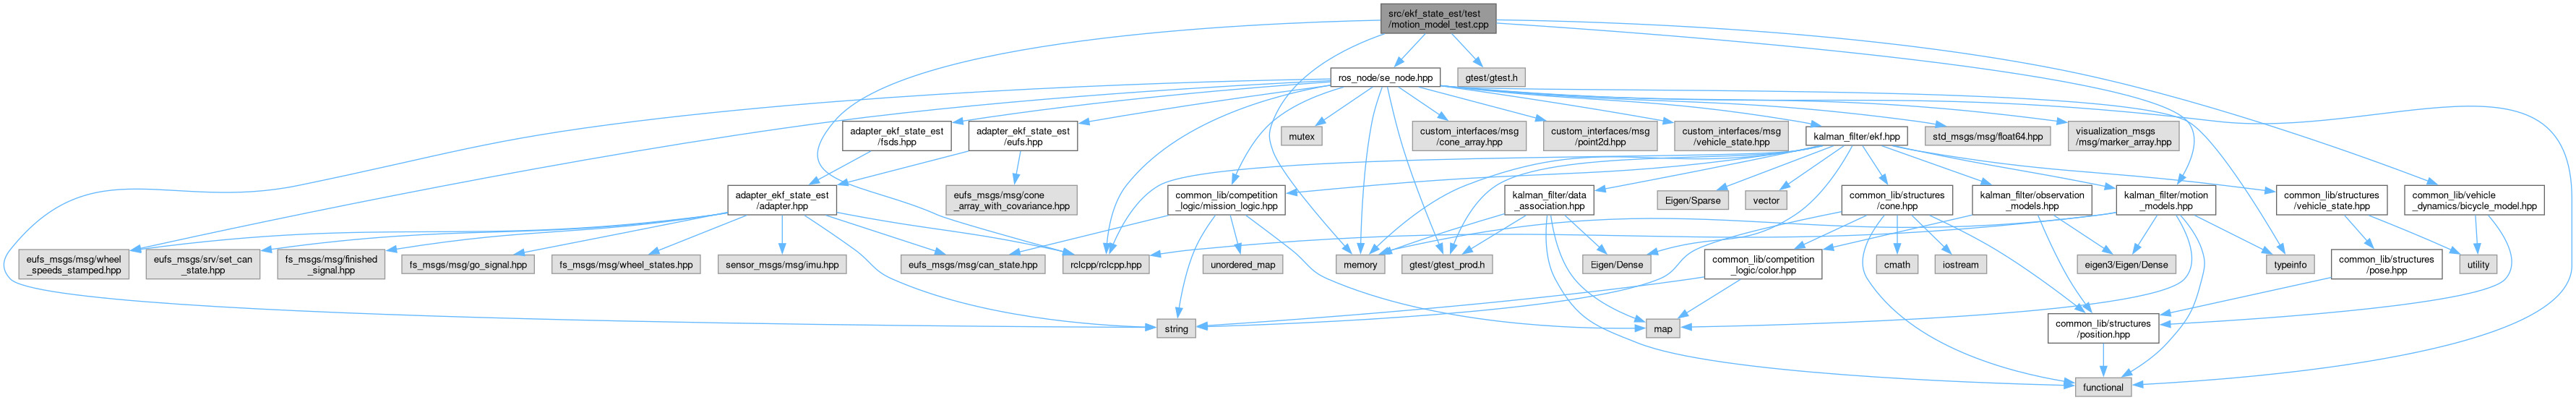 src/ekf_state_est/test
/motion_model_test.cpp
ros_node/se_node.hpp
gtest/gtest.h
adapter_ekf_state_est
/fsds.hpp
adapter_ekf_state_est
/eufs.hpp
mutex
custom_interfaces/msg
/cone_array.hpp
custom_interfaces/msg
/point2d.hpp
custom_interfaces/msg
/vehicle_state.hpp
kalman_filter/ekf.hpp
std_msgs/msg/float64.hpp
visualization_msgs
/msg/marker_array.hpp
adapter_ekf_state_est
/adapter.hpp
eufs_msgs/msg/cone
_array_with_covariance.hpp
common_lib/competition
_logic/mission_logic.hpp
kalman_filter/data
_association.hpp
Eigen/Sparse
vector
common_lib/structures
/cone.hpp
kalman_filter/observation
_models.hpp
kalman_filter/motion
_models.hpp
common_lib/structures
/vehicle_state.hpp
common_lib/vehicle
_dynamics/bicycle_model.hpp
eufs_msgs/msg/wheel
_speeds_stamped.hpp
eufs_msgs/srv/set_can
_state.hpp
fs_msgs/msg/finished
_signal.hpp
fs_msgs/msg/go_signal.hpp
fs_msgs/msg/wheel_states.hpp
sensor_msgs/msg/imu.hpp
eufs_msgs/msg/can_state.hpp
rclcpp/rclcpp.hpp
unordered_map
memory
gtest/gtest_prod.h
Eigen/Dense
common_lib/competition
_logic/color.hpp
cmath
iostream
eigen3/Eigen/Dense
typeinfo
common_lib/structures
/pose.hpp
utility
string
map
common_lib/structures
/position.hpp
functional